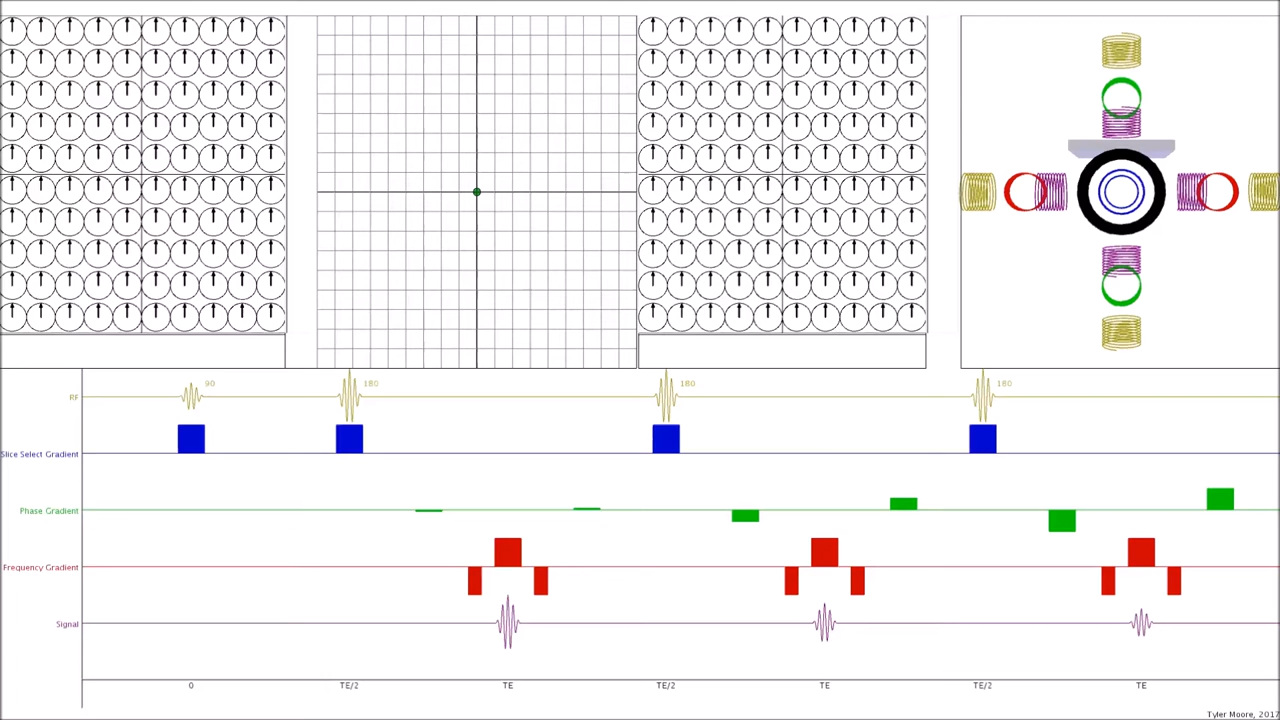 90 180 180 180
RF
Slice Select Gradient
Phase Gradient
Frequency Gradient
Signal
0 TE/2 TE TE/2 TE TE/2 TE
Tyler Moore, 2017